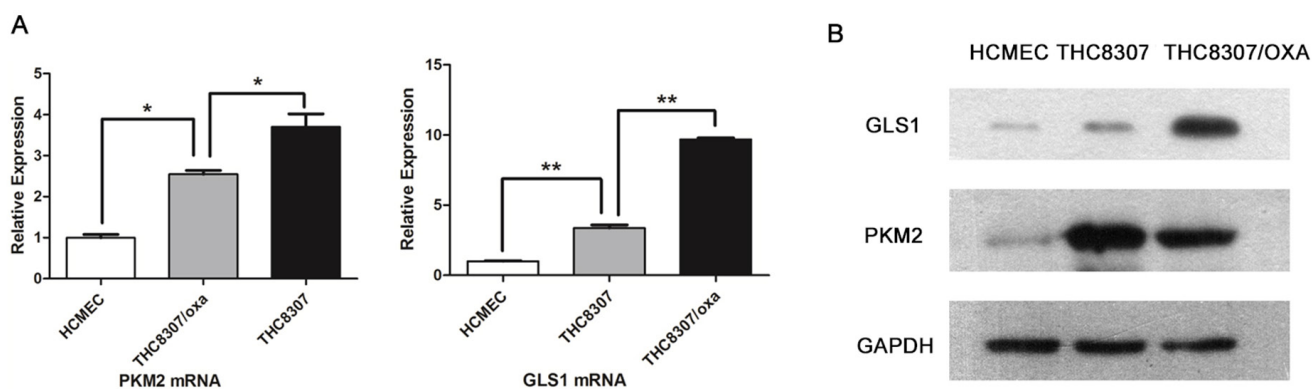 A
Relative Expression
5
4
3
2
1
0
*
*
HCMEC
THC8307/oxa
THC8307
PKM2 mRNA
Relative Expression
15
10
5
0
**
**
HCMEC
THC8307
THC8307/oxa
GLS1 mRNA
B
HCMEC THC8307 THC8307/OXA
GLS1
PKM2
GAPDH